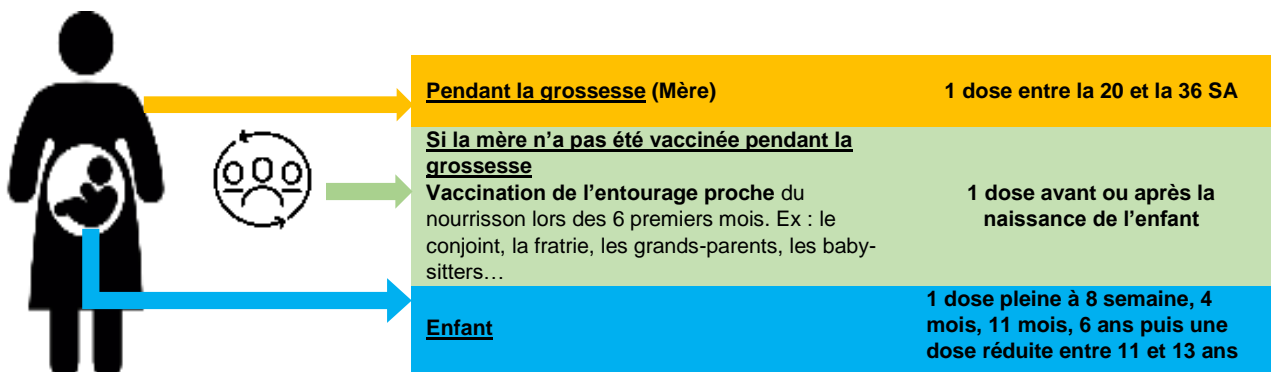 Pendant la grossesse (Mère)
1 dose entre la 20 et la 36 SA
Si la mère n'a pas été vaccinée pendant la
grossesse
Vaccination de l'entourage proche du
nourrisson lors des 6 premiers mois. Ex : le
conjoint, la fratrie, les grands-parents, les baby-
sitters…
1 dose avant ou après la
naissance de l'enfant
Enfant
1 dose pleine à 8 semaine, 4
mois, 11 mois, 6 ans puis une
dose réduite entre 11 et 13 ans